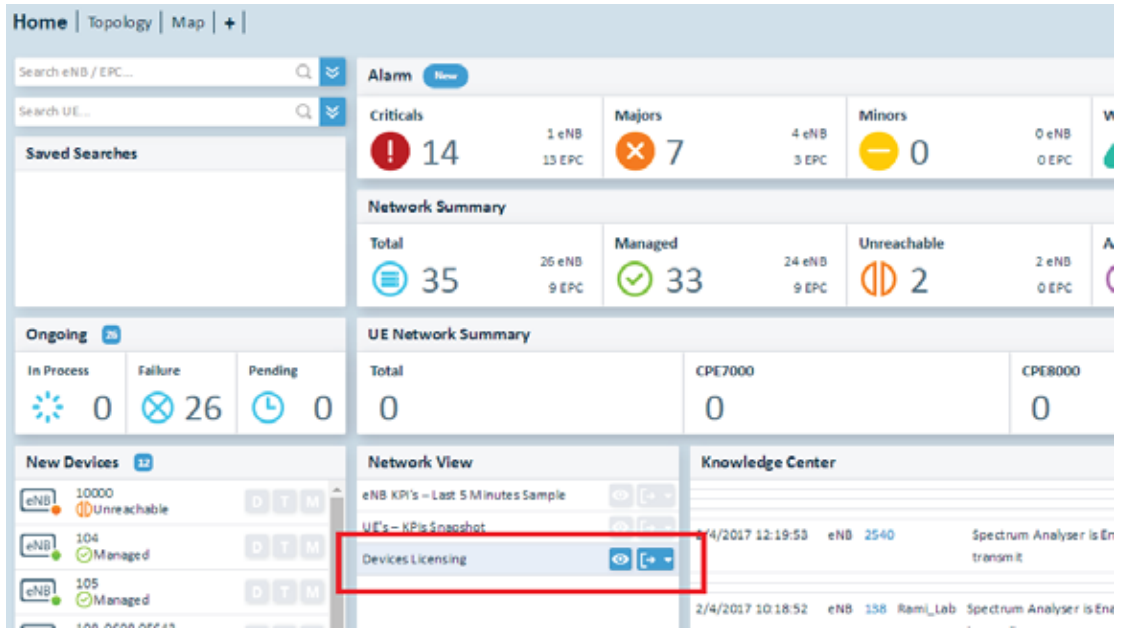 Home | Topology | Map | + |
Search eNB / EPC...
Search UE...
Saved Searches
Alarm New
Criticals
14
1 eNB
13 EPC
Majors
7
4 eNB
3 EPC
Minors
0
0 eNB
0 EPC
Network Summary
Total
35
26 eNB
9 EPC
Managed
33
24 eNB
9 EPC
Unreachable
2
2 eNB
0 EPC
A
Ongoing 26
In Process
0
Failure
26
Pending
0
UE Network Summary
Total
0
CPE7000
0
CPE8000
0
New Devices 12
eNB 10000
Unreachable
D T M
eNB 104
Managed
D T M
eNB 105
Managed
D T M
Network View
eNB KPI's – Last 5 Minutes Sample
UE's – KPIs Snapshot
Devices Licensing
Knowledge Center
2/4/2017 12:19:53 eNB 2540 Spectrum Analyser is En
transmit
2/4/2017 10:18:52 eNB 158 Rami_Lab Spectrum Analyser is Ena